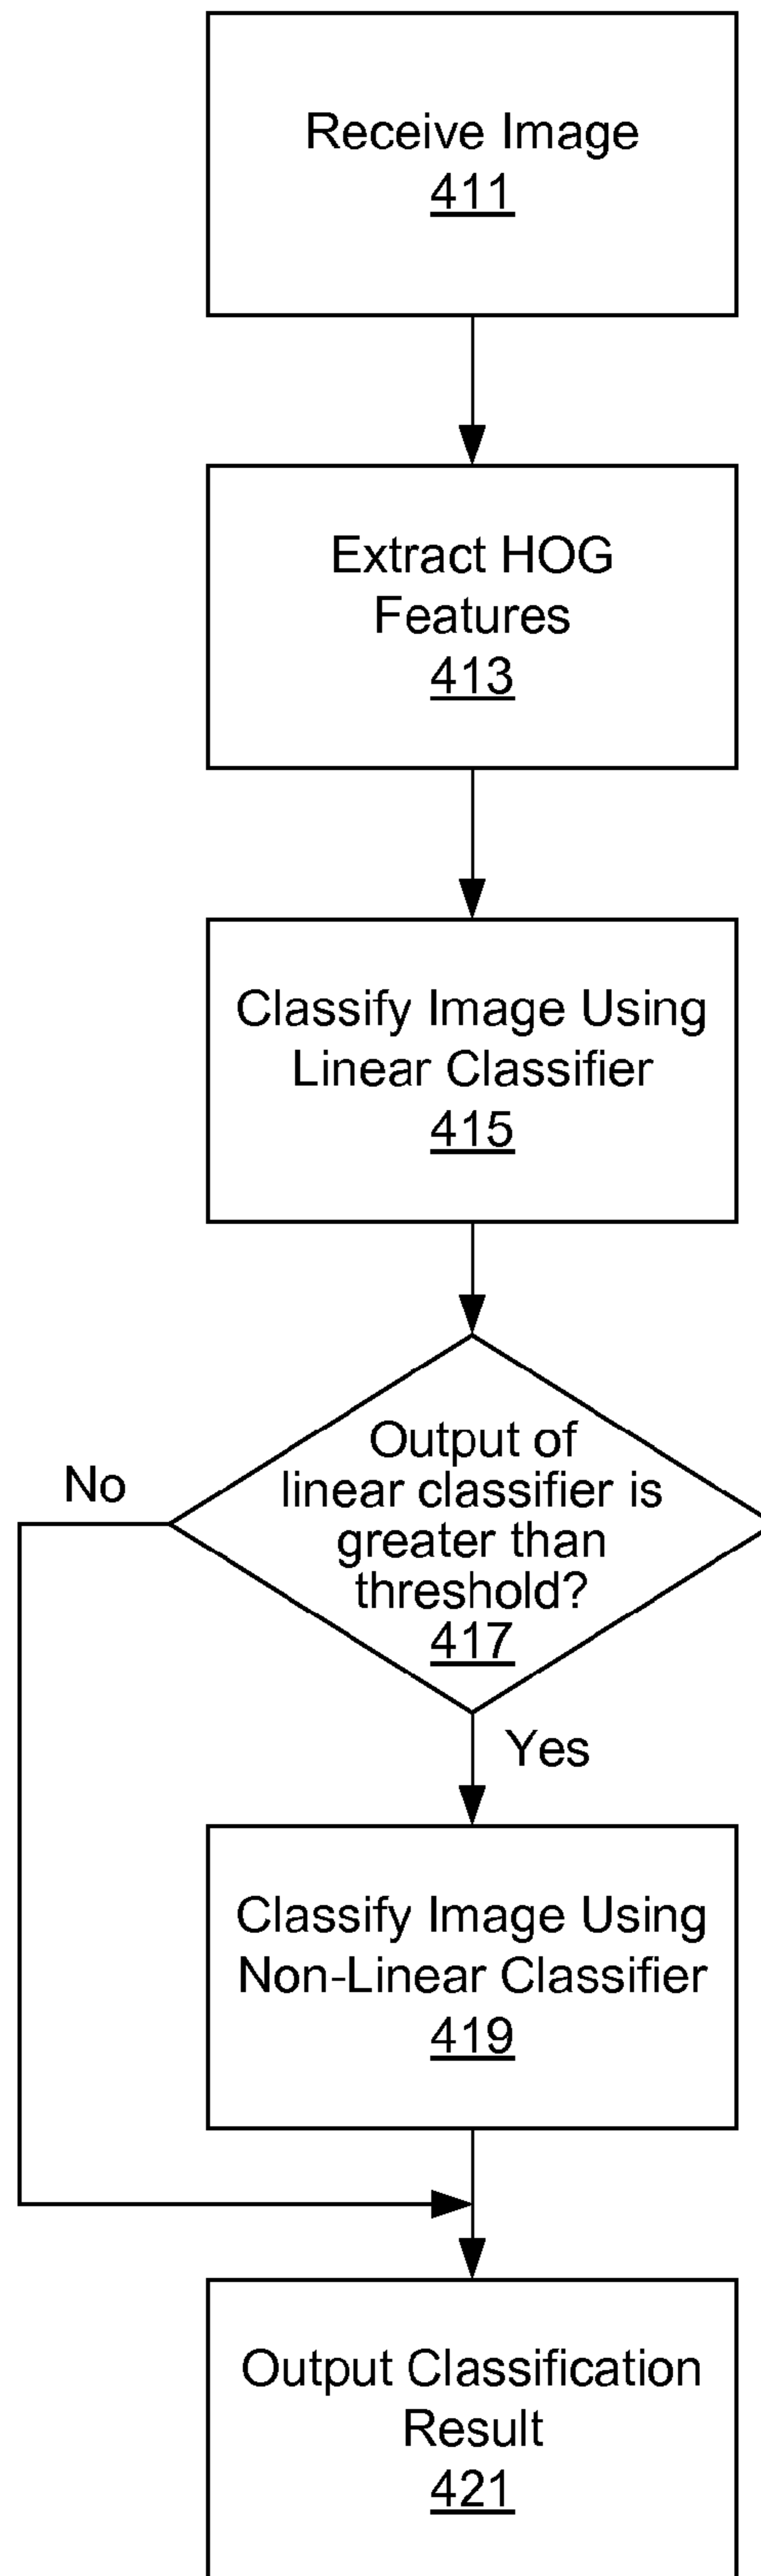 Receive Image
411
Extract HOG
Features
413
Classify Image Using
Linear Classifier
415
Output of
linear classifier is
greater than
threshold?
417
No
Yes
Classify Image Using
Non-Linear Classifier
419
Output Classification
Result
421